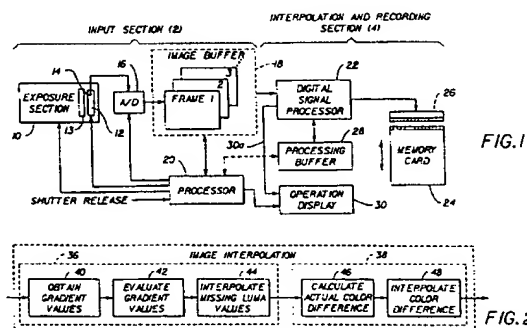 INPUT SECTION (2)
INTERPOLATION AND RECORDING
SECTION (4)
IMAGE BUFFER
14
16
3
2
18
22
EXPOSURE
SECTION
A/D
FRAME 1
DIGITAL
SIGNAL
PROCESSOR
26
10
13
12
30a
28
FIG. 1
20
PROCESSING
BUFFER
MEMORY
CARD
PROCESSOR
SHUTTER RELEASE
OPERATION
DISPLAY
24
30
36
IMAGE INTERPOLATION
38
40
42
44
46
48
OBTAIN
GRADIENT
VALUES
EVALUATE
GRADIENT
VALUES
INTERPOLATE
MISSING LUMA
VALUES
CALCULATE
ACTUAL COLOR
DIFFERENCE
INTERPOLATE
COLOR
DIFFERENCE
FIG. 2